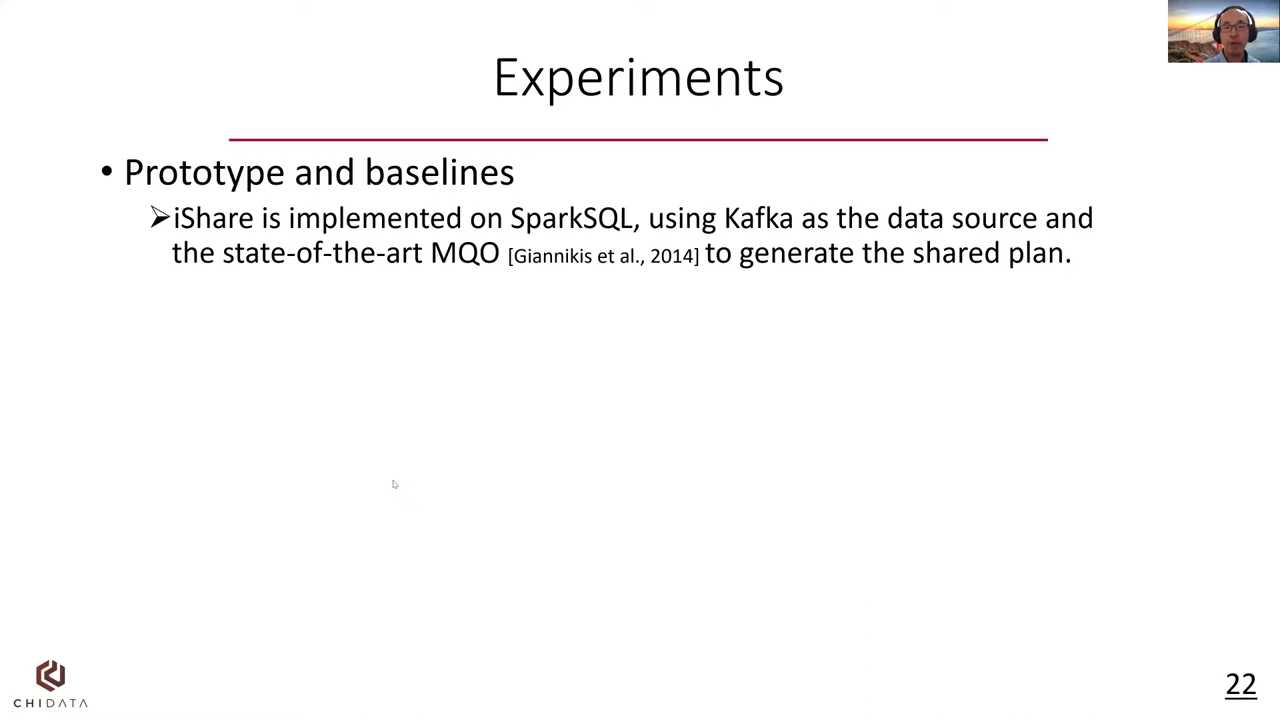 Experiments
• Prototype and baselines
➢iShare is implemented on SparkSQL, using Kafka as the data source and
the state-of-the-art MQO [Giannikis et al., 2014] to generate the shared plan.
CHIDATA
22